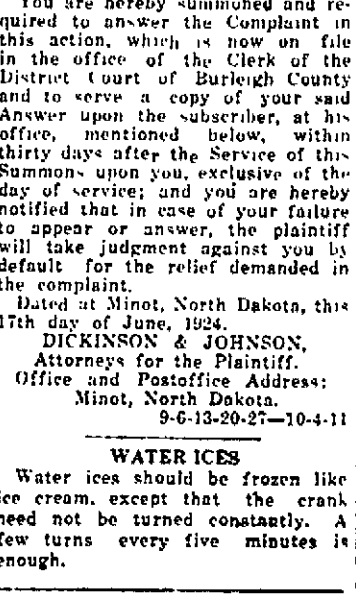 You are hereby summoned and re-
quired to answer the Complaint in
this action, which is now on file
in the office of the Clerk of the
District Court of Burleigh County
and to serve a copy of your said
Answer upon the subscriber, at his
office, mentioned below, within
thirty days after the Service of this
Summons upon you, exclusive of the
day of service; and you are hereby
notified that in case of your failure
to appear or answer, the plaintiff
will take judgment against you by
default for the relief demanded in
the complaint.
Dated at Minot, North Dakota, this
17th day of June, 1924.
DICKINSON & JOHNSON,
Attorneys for the Plaintiff.
Office and Postoffice Address:
Minot, North Dakota.
9-6-13-20-27—10-4-11
WATER ICES
Water ices should be frozen like
ice cream. except that the crank
need not be turned constantly. A
few turns every five minutes is
enough.